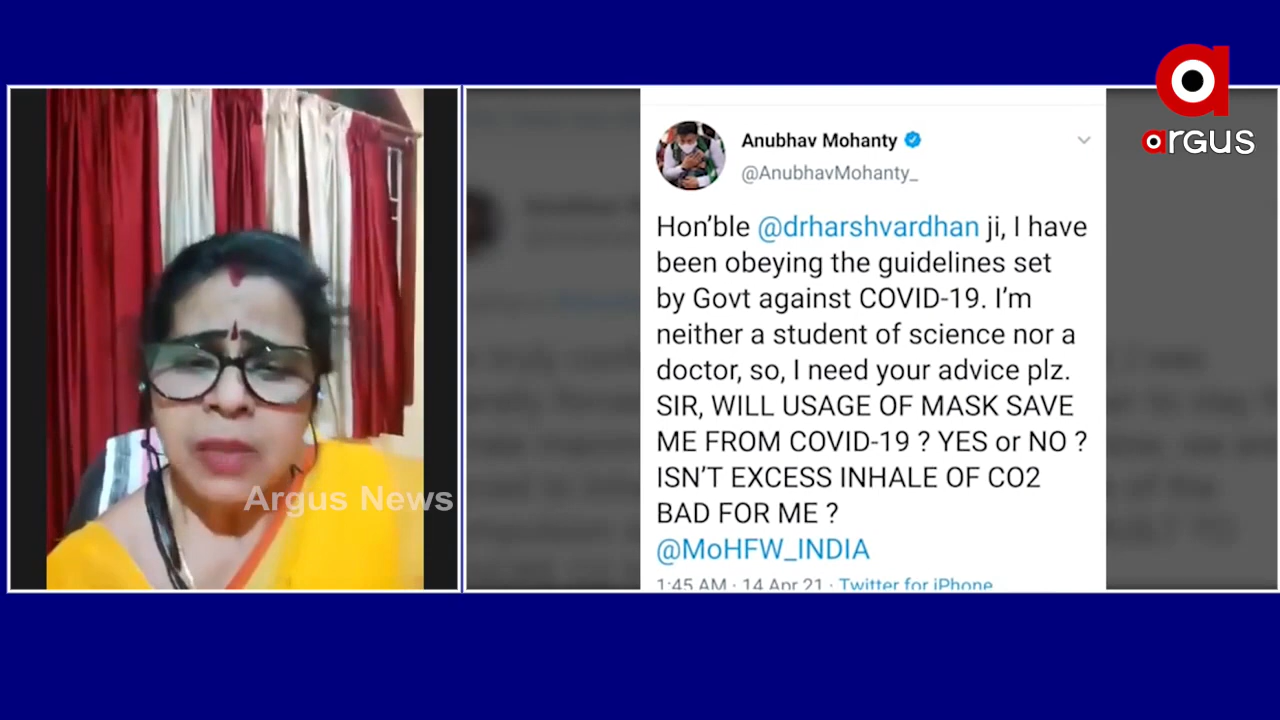 argus
Anubhav Mohanty
@AnubhavMohanty_
Hon’ble @drharshvardhan ji, I have
been obeying the guidelines set
by Govt against COVID-19. I’m
neither a student of science nor a
doctor, so, I need your advice plz.
SIR, WILL USAGE OF MASK SAVE
ME FROM COVID-19 ? YES or NO ?
ISN’T EXCESS INHALE OF CO2
BAD FOR ME ?
@MoHFW_INDIA
1:45 AM · 14 Apr 21 · Twitter for iPhone
Argus News